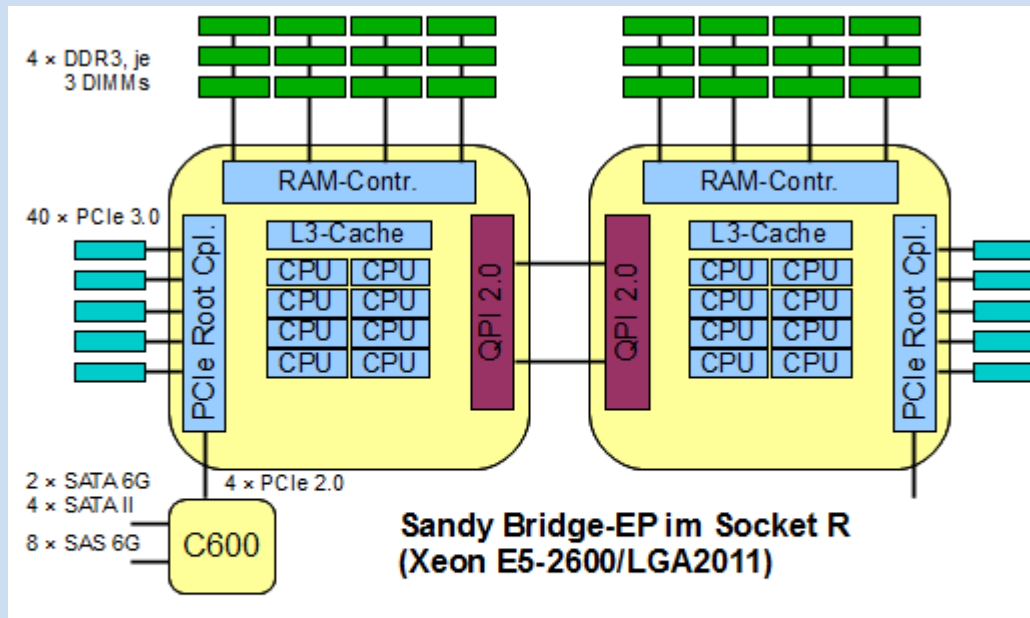 4 × DDR3, je
3 DIMMs
RAM-Contr.
RAM-Contr.
40 × PCIe 3.0
PCIe Root Cpl.
L3-Cache
CPU CPU
CPU CPU
CPU CPU
CPU CPU
QPI 2.0
QPI 2.0
L3-Cache
CPU CPU
CPU CPU
CPU CPU
CPU CPU
PCIe Root Cpl.
2 × SATA 6G
4 × SATA II
8 × SAS 6G
4 × PCIe 2.0
C600
Sandy Bridge-EP im Socket R
(Xeon E5-2600/LGA2011)